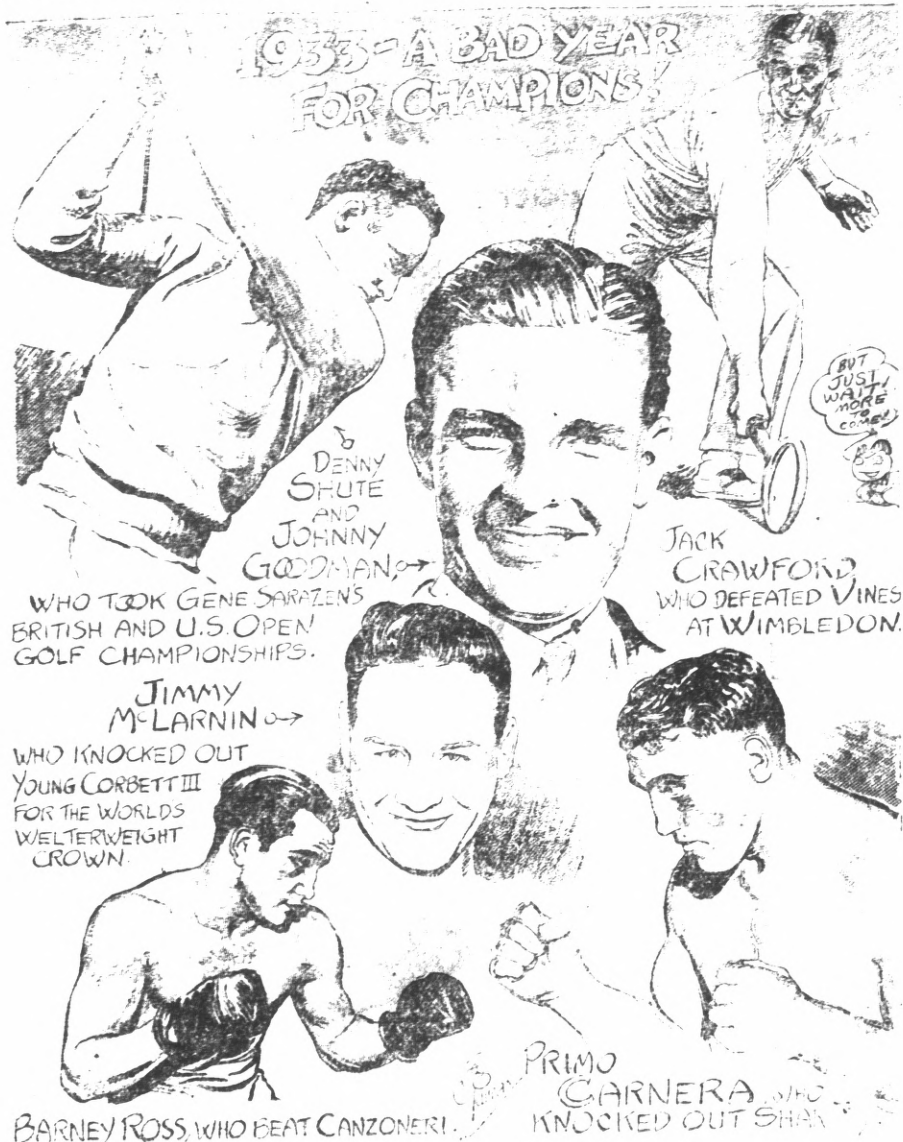 1933-A BAD YEAR
FOR CHAMPIONS!
BUT
JUST
WAIT!
MORE
TO
COME!
DENNY
SHUTE
AND
JOHNNY
GOODMAN,
WHO TOOK GENE SARAZEN'S
BRITISH AND U.S. OPEN
GOLF CHAMPIONSHIPS.
JACK
CRAWFORD
WHO DEFEATED VINES
AT WIMBLEDON.
JIMMY
McLARNIN
WHO KNOCKED OUT
YOUNG CORBETT III
FOR THE WORLDS
WELTERWEIGHT
CROWN.
BARNEY ROSS, WHO BEAT CANZONERI.
PRIMO
CARNERA WHO
KNOCKED OUT